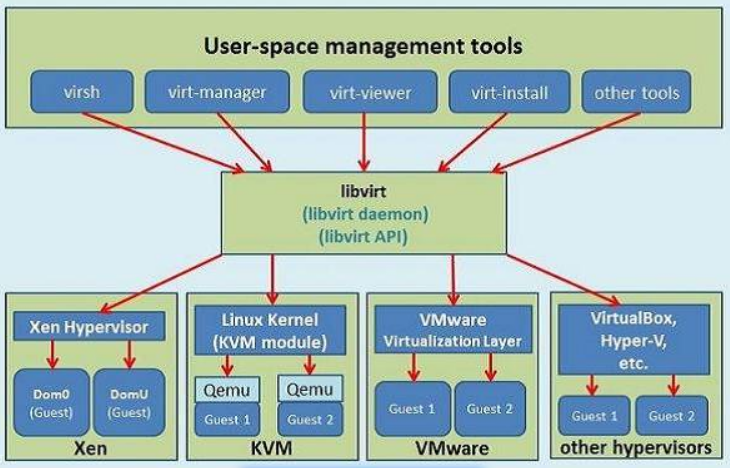 User-space management tools
virsh
virt-manager
virt-viewer
virt-install
other tools
libvirt
(libvirt daemon)
(libvirt API)
Xen Hypervisor
Dom0
(Guest)
DomU
(Guest)
Xen
Linux Kernel
(KVM module)
Qemu
Guest 1
Qemu
Guest 2
KVM
VMware
Virtualization Layer
Guest 1
Guest 2
VMware
VirtualBox,
Hyper-V,
etc.
Guest 1
Guest 2
other hypervisors